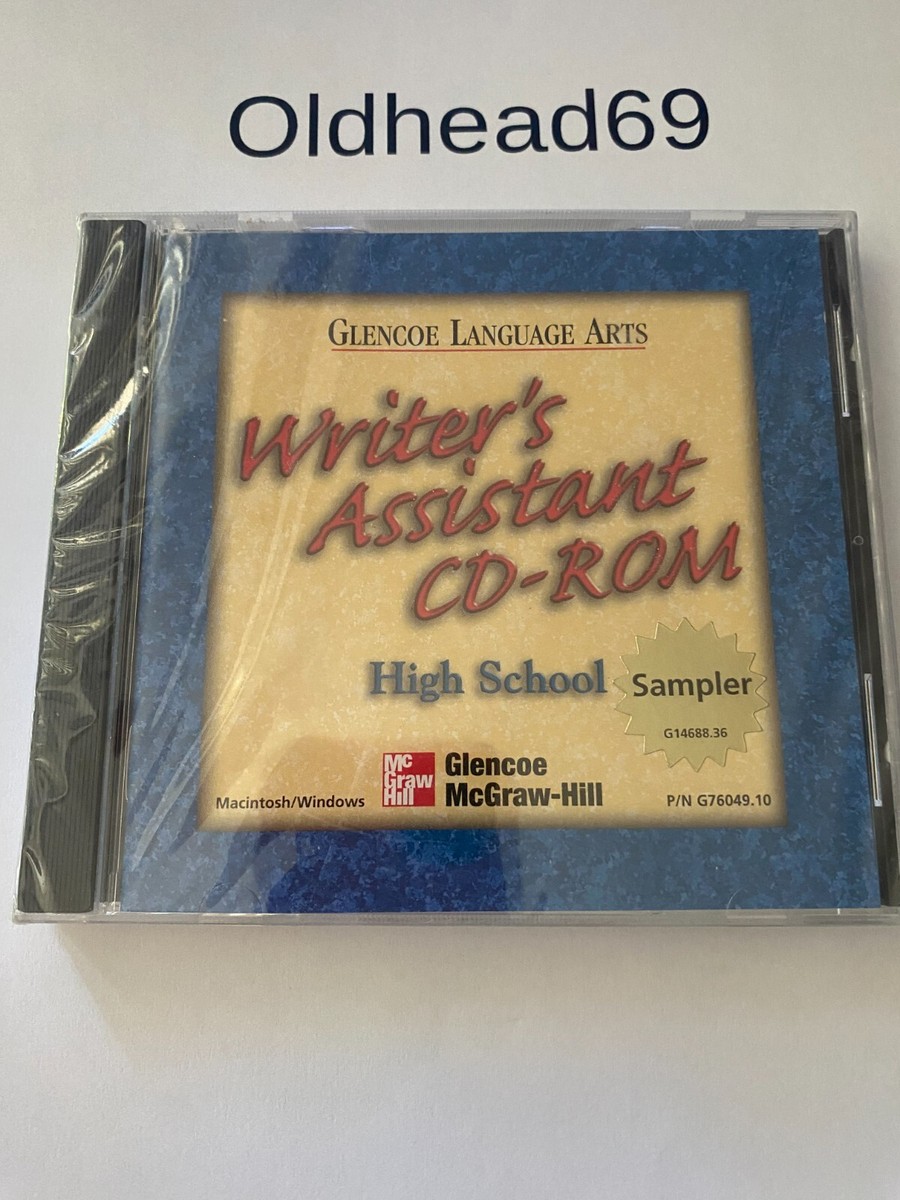 Oldhead69
GLENCOE LANGUAGE ARTS
Writer's
Assistant
CD-ROM
High School
Sampler
G14688.36
Mc
Graw
Hill
Glencoe
McGraw-Hill
Macintosh/Windows
P/N G76049.10